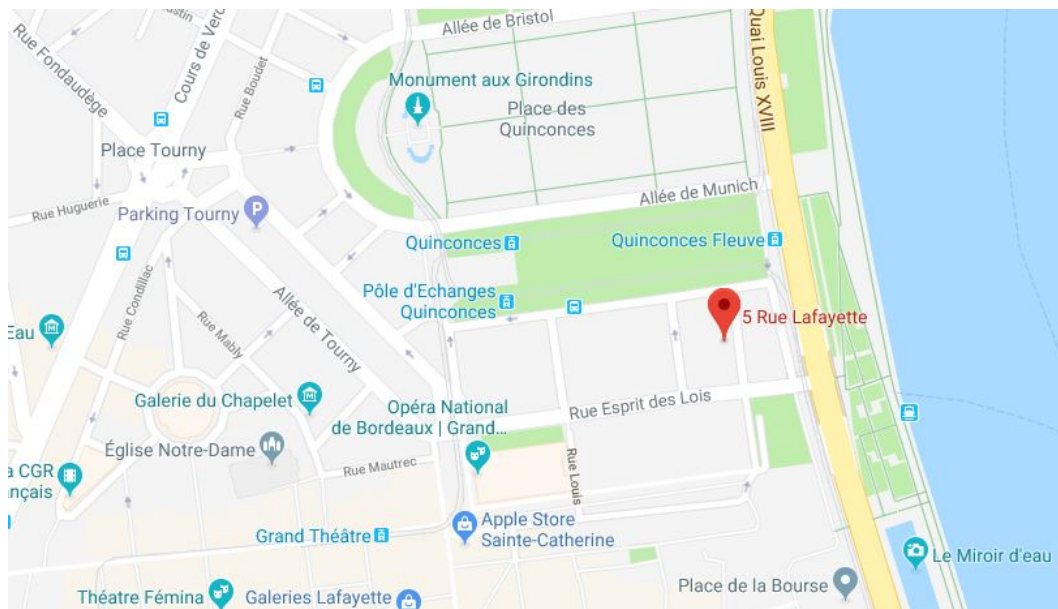 Allée de Bristol
Quai Louis XVIII
Rue Fondaudège
Cours de
Rue Boudet
Monument aux Girondins
Place des
Quinconces
Place Tourny
Allée de Munich
Rue Huguerie
Parking Tourny
Quinconces
Quinconces Fleuve
Pôle d'Echanges
Quinconces
Rue Condillac
Allée de Tourny
Rue Mably
5 Rue Lafayette
Eau
Galerie du Chapelet
Opéra National
de Bordeaux | Grand...
Rue Esprit des Lois
Église Notre-Dame
Rue Mautrec
Rue Louis
CGR
nçais
Grand Théâtre
Apple Store
Sainte-Catherine
Le Miroir d'eau
Place de la Bourse
Théatre Fémina
Galeries Lafayette